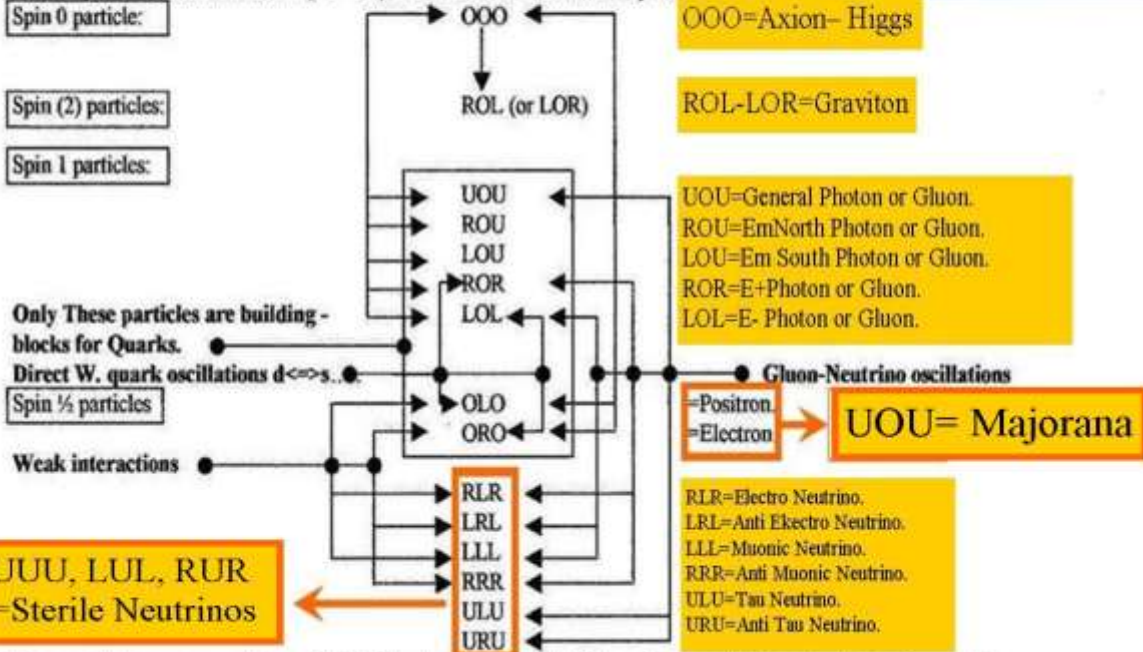 Spin 0 particle:
OOO
OOO=Axion– Higgs
Spin (2) particles:
ROL (or LOR)
ROL-LOR=Graviton
Spin 1 particles:
UOU
ROU
LOU
ROR
LOL
UOU=General Photon or Gluon.
ROU=EmNorth Photon or Gluon.
LOU=Em South Photon or Gluon.
ROR=E+Photon or Gluon.
LOL=E- Photon or Gluon.
Only These particles are building -
blocks for Quarks.
Direct W. quark oscillations d<=>s...
Gluon-Neutrino oscillations
Spin ½ particles
OLO
ORO
=Positron.
=Electron
UOU= Majorana
Weak interactions
RLR
LRL
LLL
RRR
ULU
URU
RLR=Electro Neutrino.
LRL=Anti Ekectro Neutrino.
LLL=Muonic Neutrino.
RRR=Anti Muonic Neutrino.
ULU=Tau Neutrino.
URU=Anti Tau Neutrino.
UUU, LUL, RUR
=Sterile Neutrinos